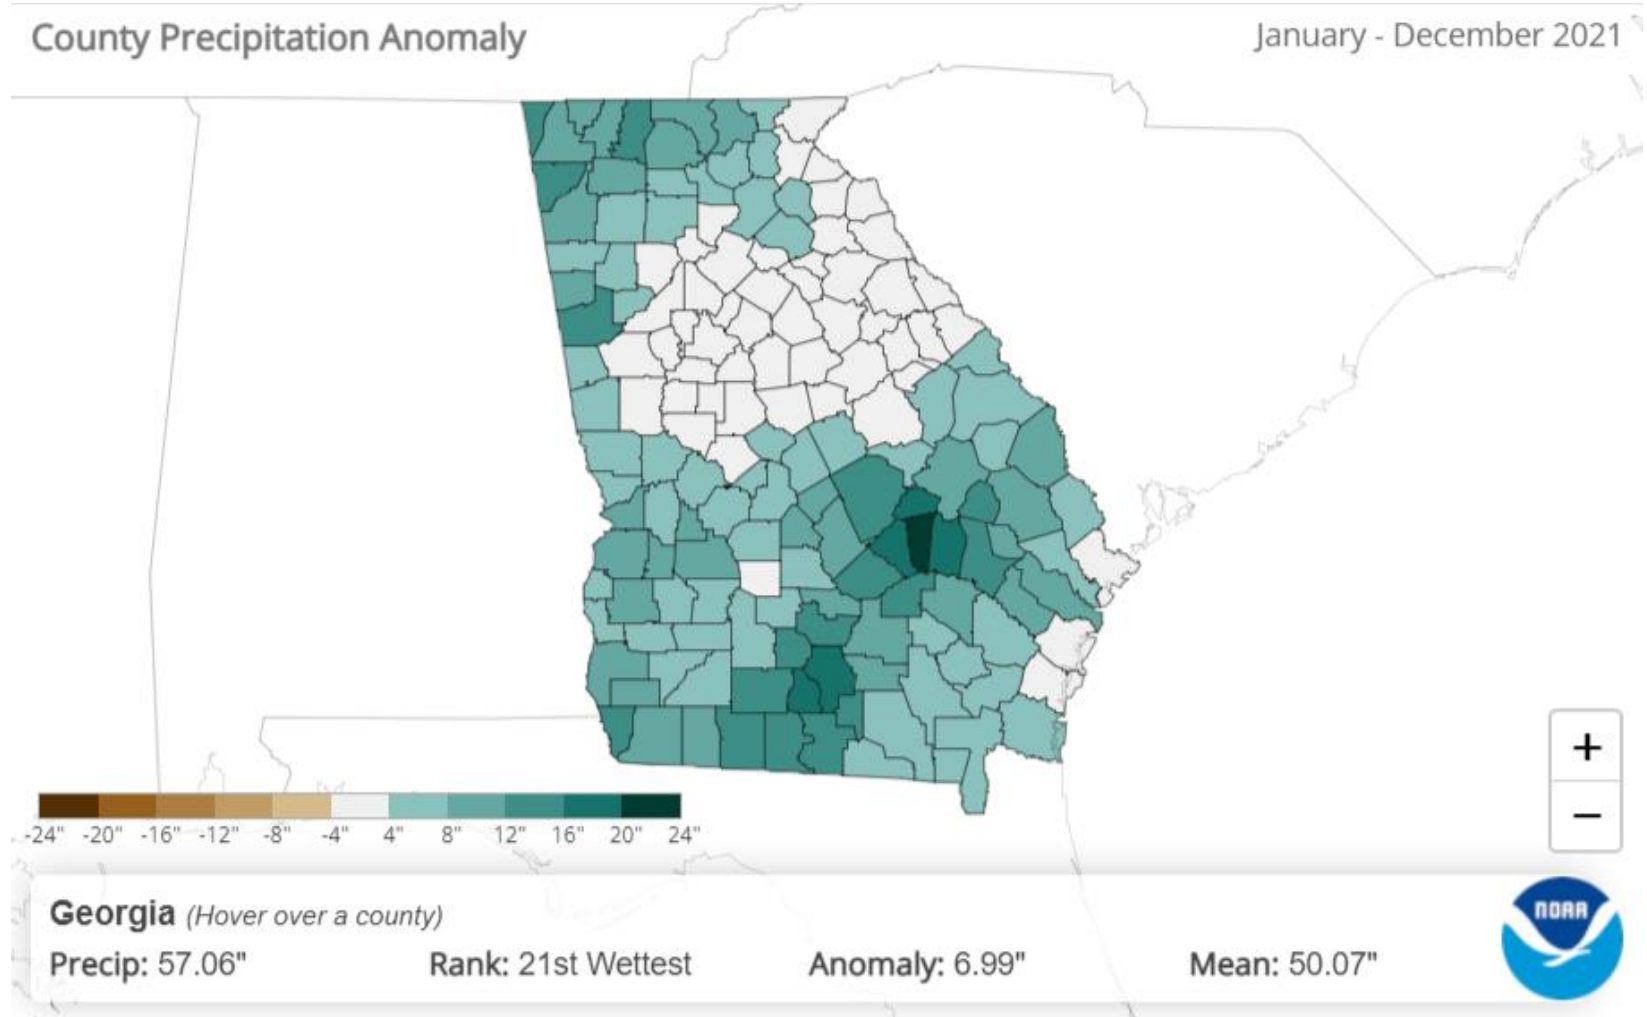 County Precipitation Anomaly
January - December 2021
+
−
-24" -20" -16" -12" -8" -4" 4" 8" 12" 16" 20" 24"
Georgia (Hover over a county)
Precip: 57.06" Rank: 21st Wettest Anomaly: 6.99" Mean: 50.07"
NOAA